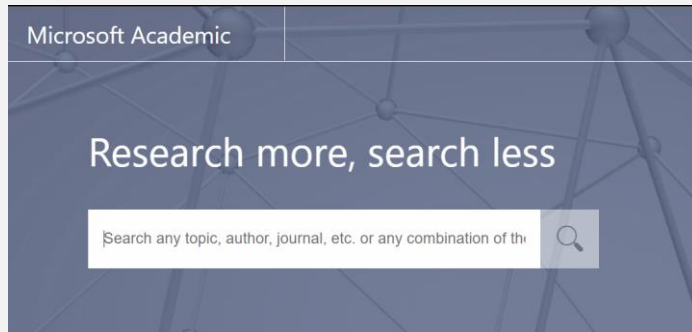 Microsoft Academic
Research more, search less
Search any topic, author, journal, etc. or any combination of